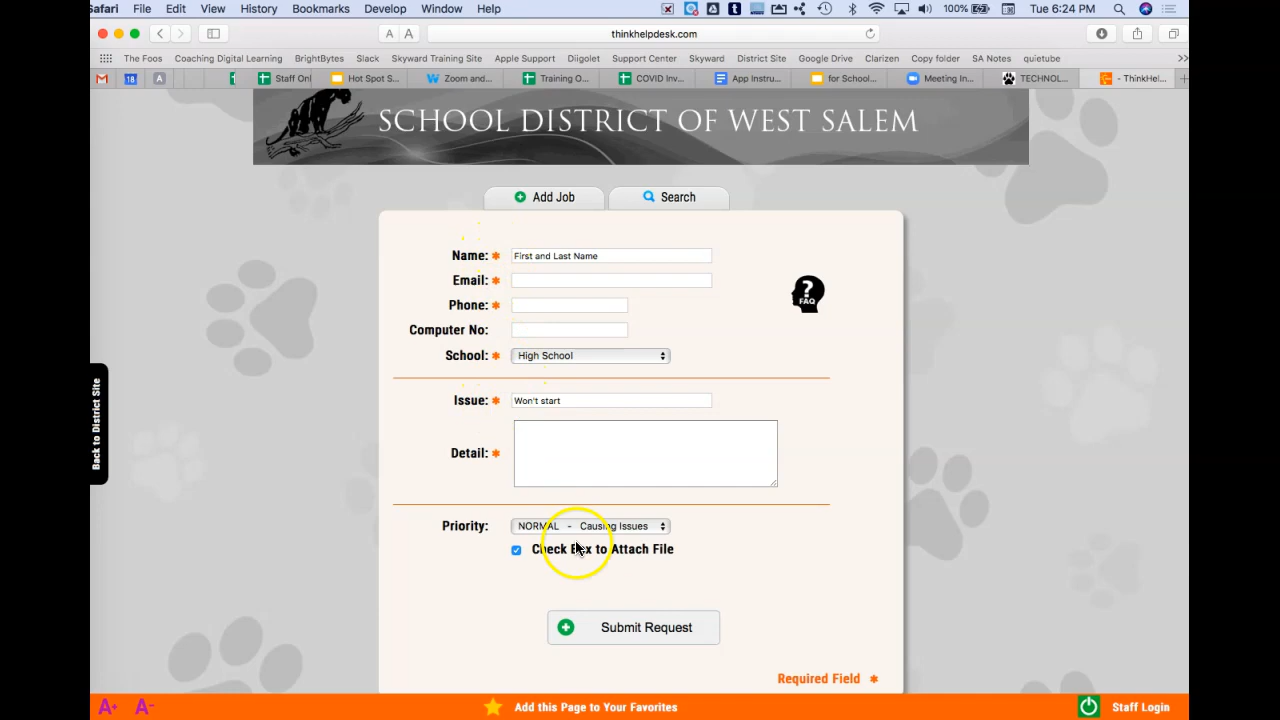 Safari File Edit View History Bookmarks Develop Window Help 100% Tue 6:24 PM
A A thinkhelpdesk.com
The Foos Coaching Digital Learning BrightBytes Slack Skyward Training Site Apple Support Support Center Diigolet Skyward District Site Google Drive Clarizen Copy folder SA Notes quietube >>
18 A Staff Onl Hot Spot S... Zoom and... Training O... COVID Inv... App Instru... for School... Meeting In... TECHNOL... - ThinkHel...
SCHOOL DISTRICT OF WEST SALEM
Add Job Search
Name: * First and Last Name
Email: *
? FAQ
Phone: *
Computer No:
School: * High School
Back to District Site
Issue: * Won't start
Detail: *
Priority: NORMAL - Causing Issues
Check Box to Attach File
Submit Request
Required Field *
A+ A- Add this Page to Your Favorites Staff Login